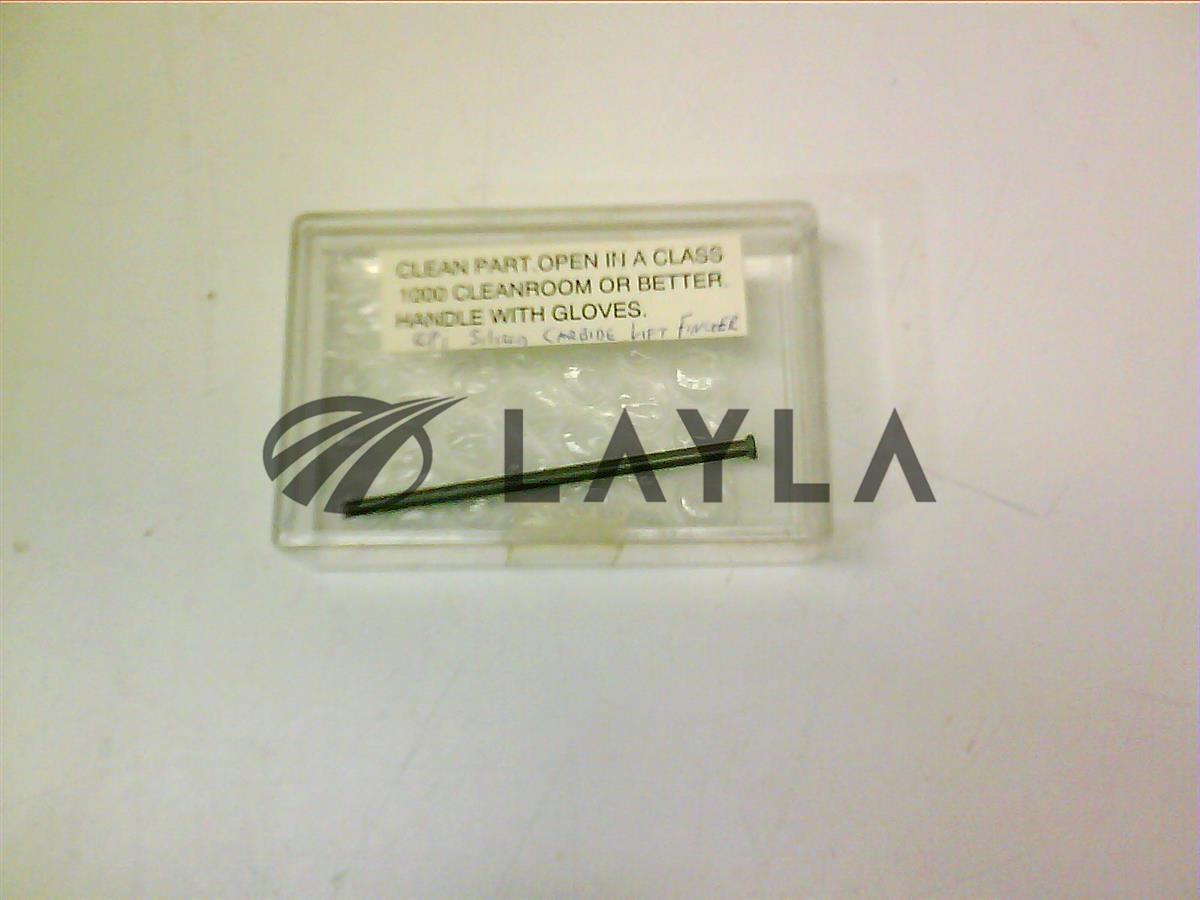 CLEAN PART.OPEN IN A CLASS
1000 CLEANROOM OR BETTER.
HANDLE WITH GLOVES.
CARBIDE LIFT FINGER
LAYLA